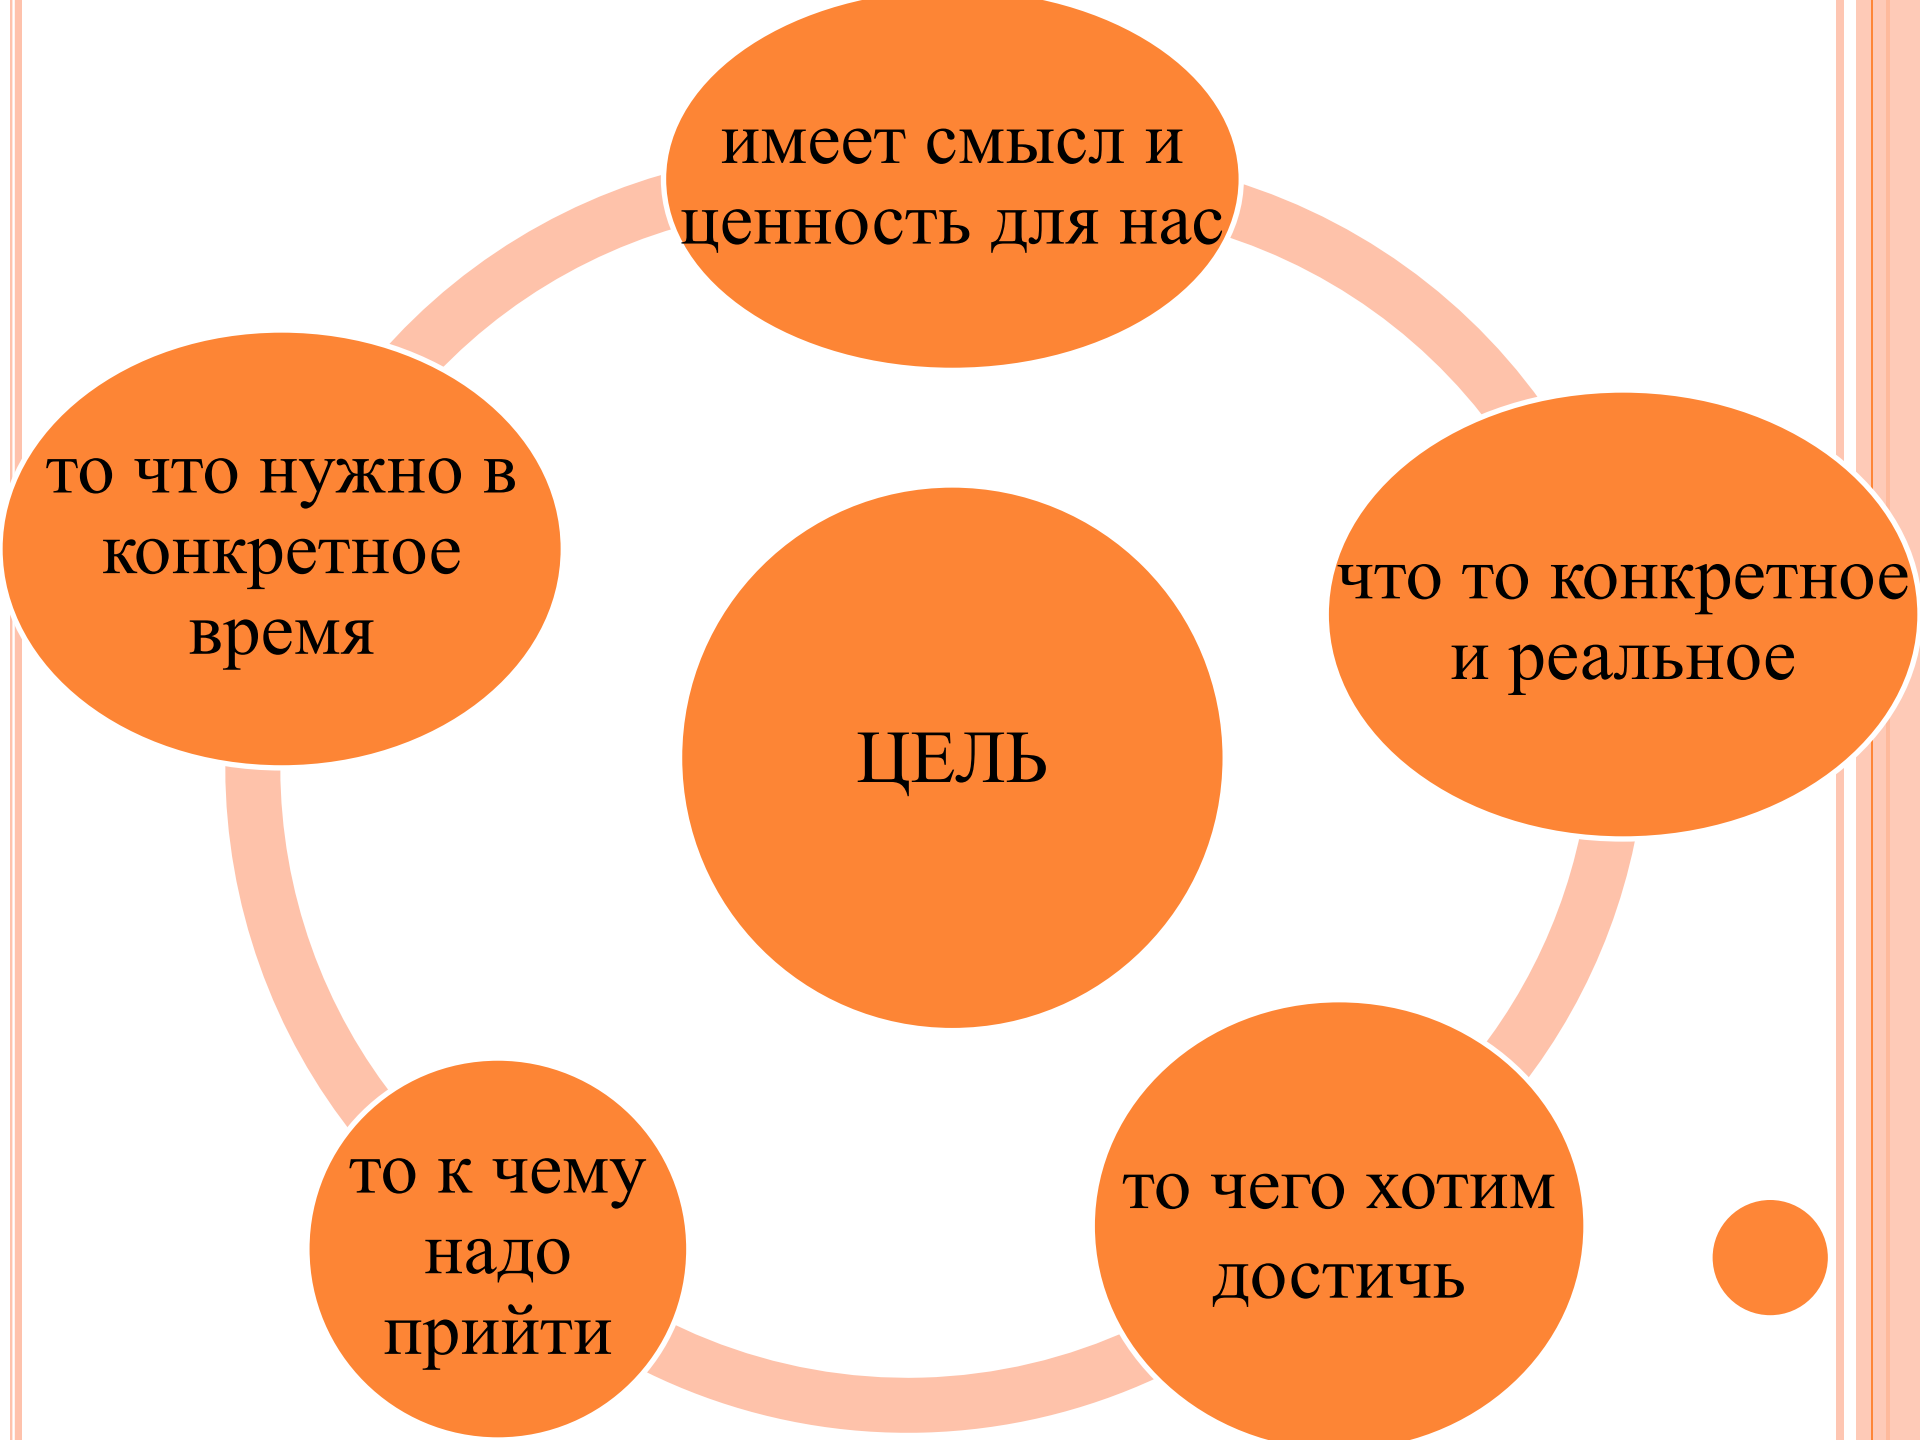 имеет смысл и
ценность для нас
то что нужно в
конкретное
время
что то конкретное
и реальное
ЦЕЛЬ
то к чему
надо
прийти
то чего хотим
достичь